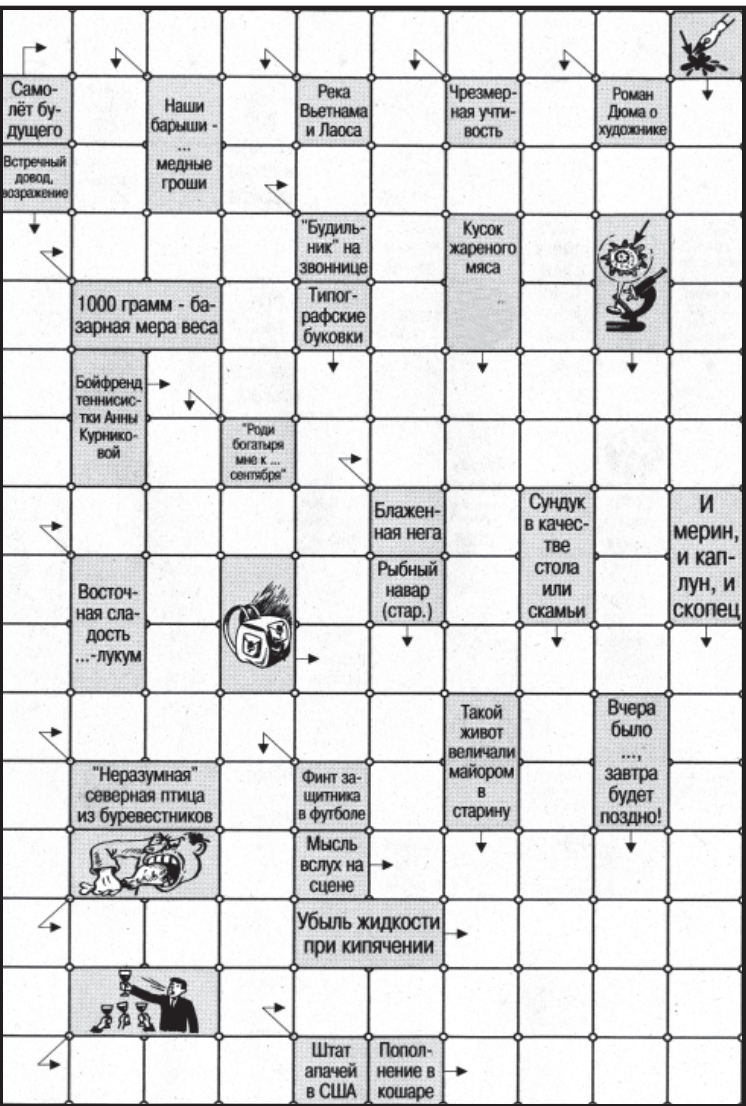 Само-
лёт бу-
дущего
Наши
барыши -
...
медные
гроши
Река
Вьетнама
и Лаоса
Чрезмер-
ная учти-
вость
Роман
Дюма о
художнике
Встречный
довод,
возражение
"Будиль-
ник" на
звоннице
Кусок
жареного
мяса
1000 грамм - ба-
зарная мера веса
Типог-
рафские
буковки
Бойфренд
теннисис-
тки Анны
Курнико-
вой
"Роди
богатыря
мне к ...
сентября"
Блажен-
ная нега
Сундук
в качес-
тве
стола
или
скамьи
И
мерин,
и кап-
лун, и
скопец
Восточ-
ная сла-
дость
...-лукум
Рыбный
навар
(стар.)
Такой
живот
величали
майором
в
старину
Вчера
было
...,
завтра
будет
поздно!
"Неразумная"
северная птица
из буревестников
Финт за-
щитника
в футболе
Мысль
вслух на
сцене
Убыль жидкости
при кипячении
Штат
апачей
в США
Попол-
нение в
кошаре